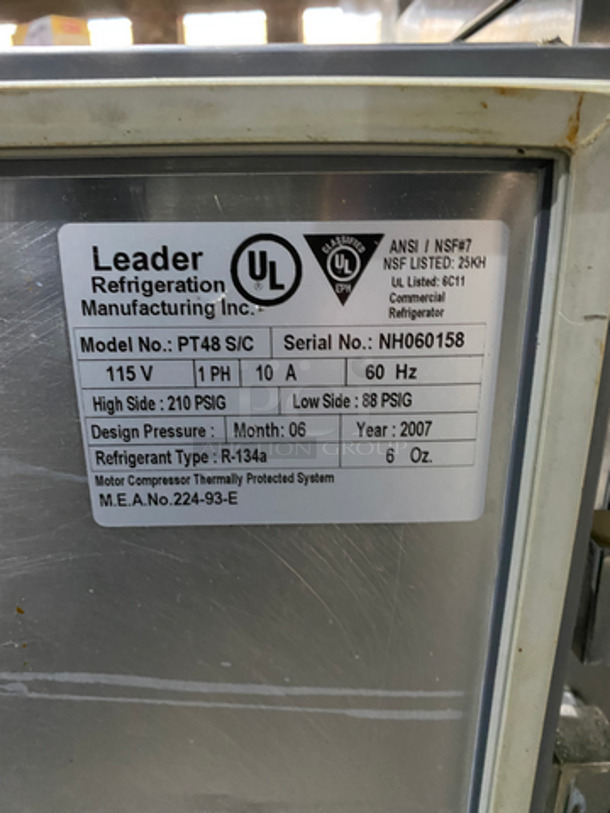 Leader
Refrigeration
Manufacturing Inc.
UL
CLASSIFIED
UL
EPH
ANSI / NSF#7
NSF LISTED: 25KH
UL Listed: 6C11
Commercial
Refrigerator
Model No.: PT48 S/C Serial No.: NH060158
115 V 1 PH 10 A 60 Hz
High Side : 210 PSIG Low Side : 88 PSIG
Design Pressure : Month: 06 Year : 2007
Refrigerant Type : R-134a 6 Oz.
Motor Compressor Thermally Protected System
M.E.A.No.224-93-E
AUCTION GROUP